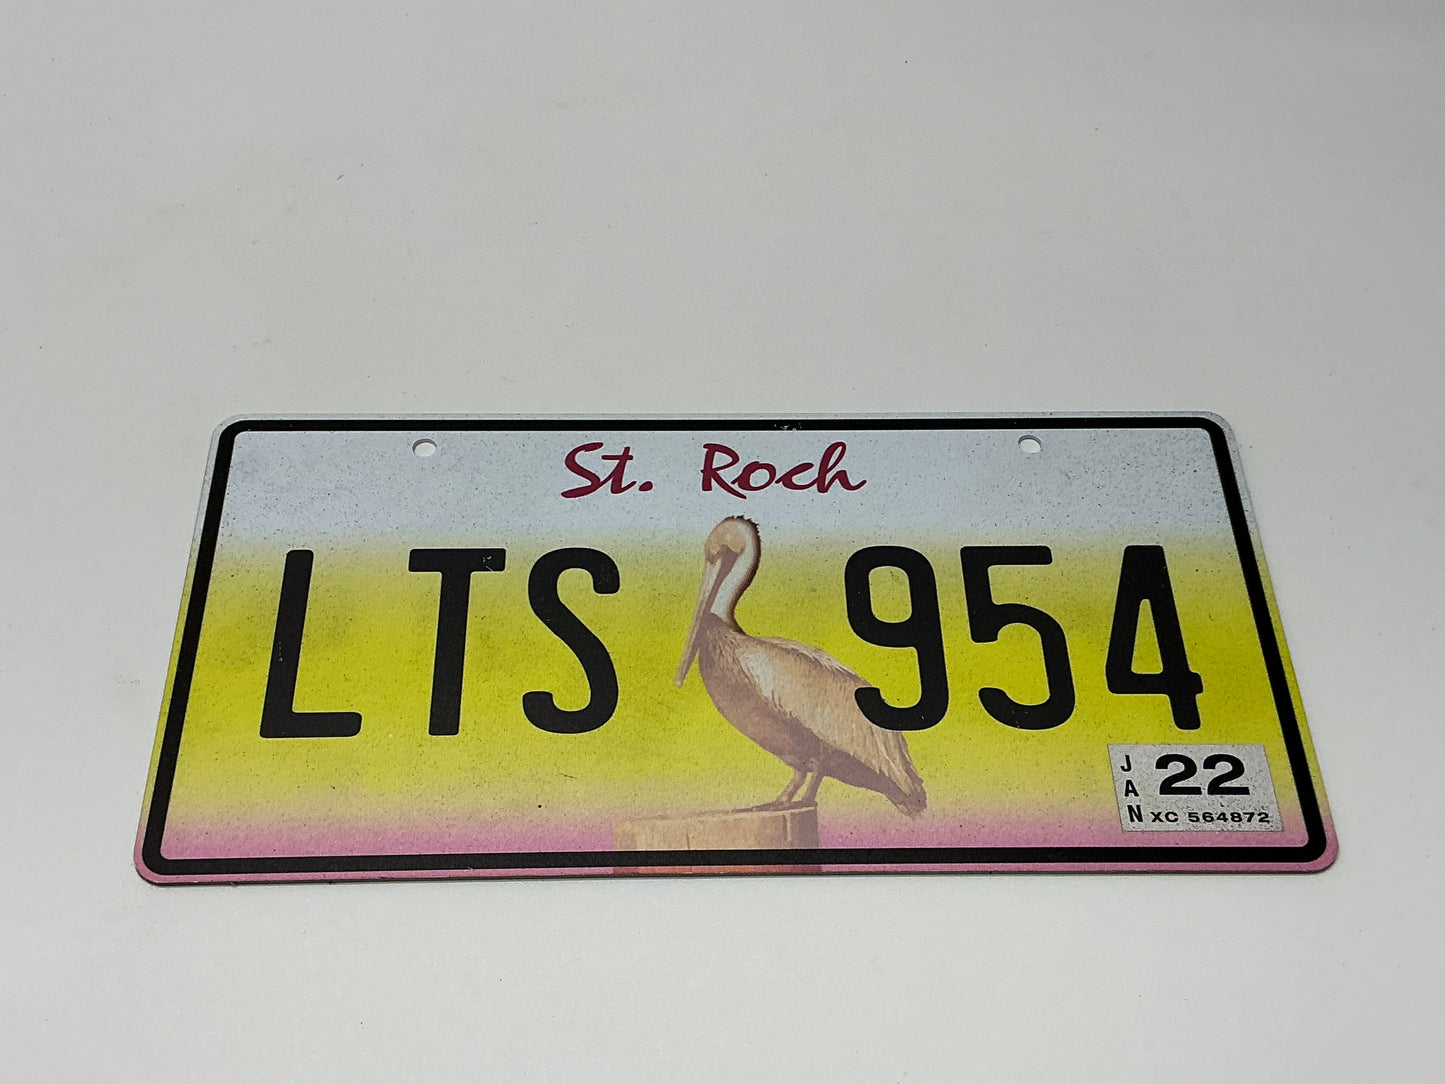 St. Roch
LTS 954
JAN 22
XC 564872